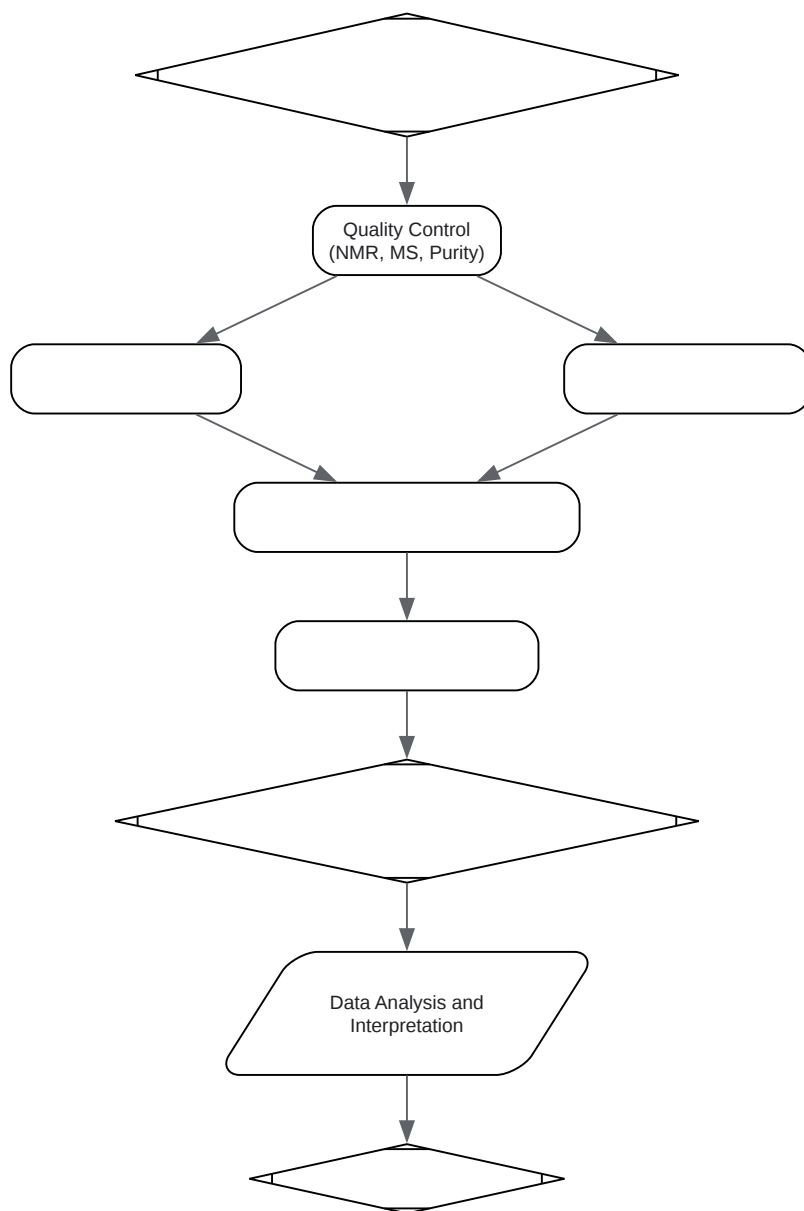 Quality Control
(NMR, MS, Purity)
Data Analysis and
Interpretation